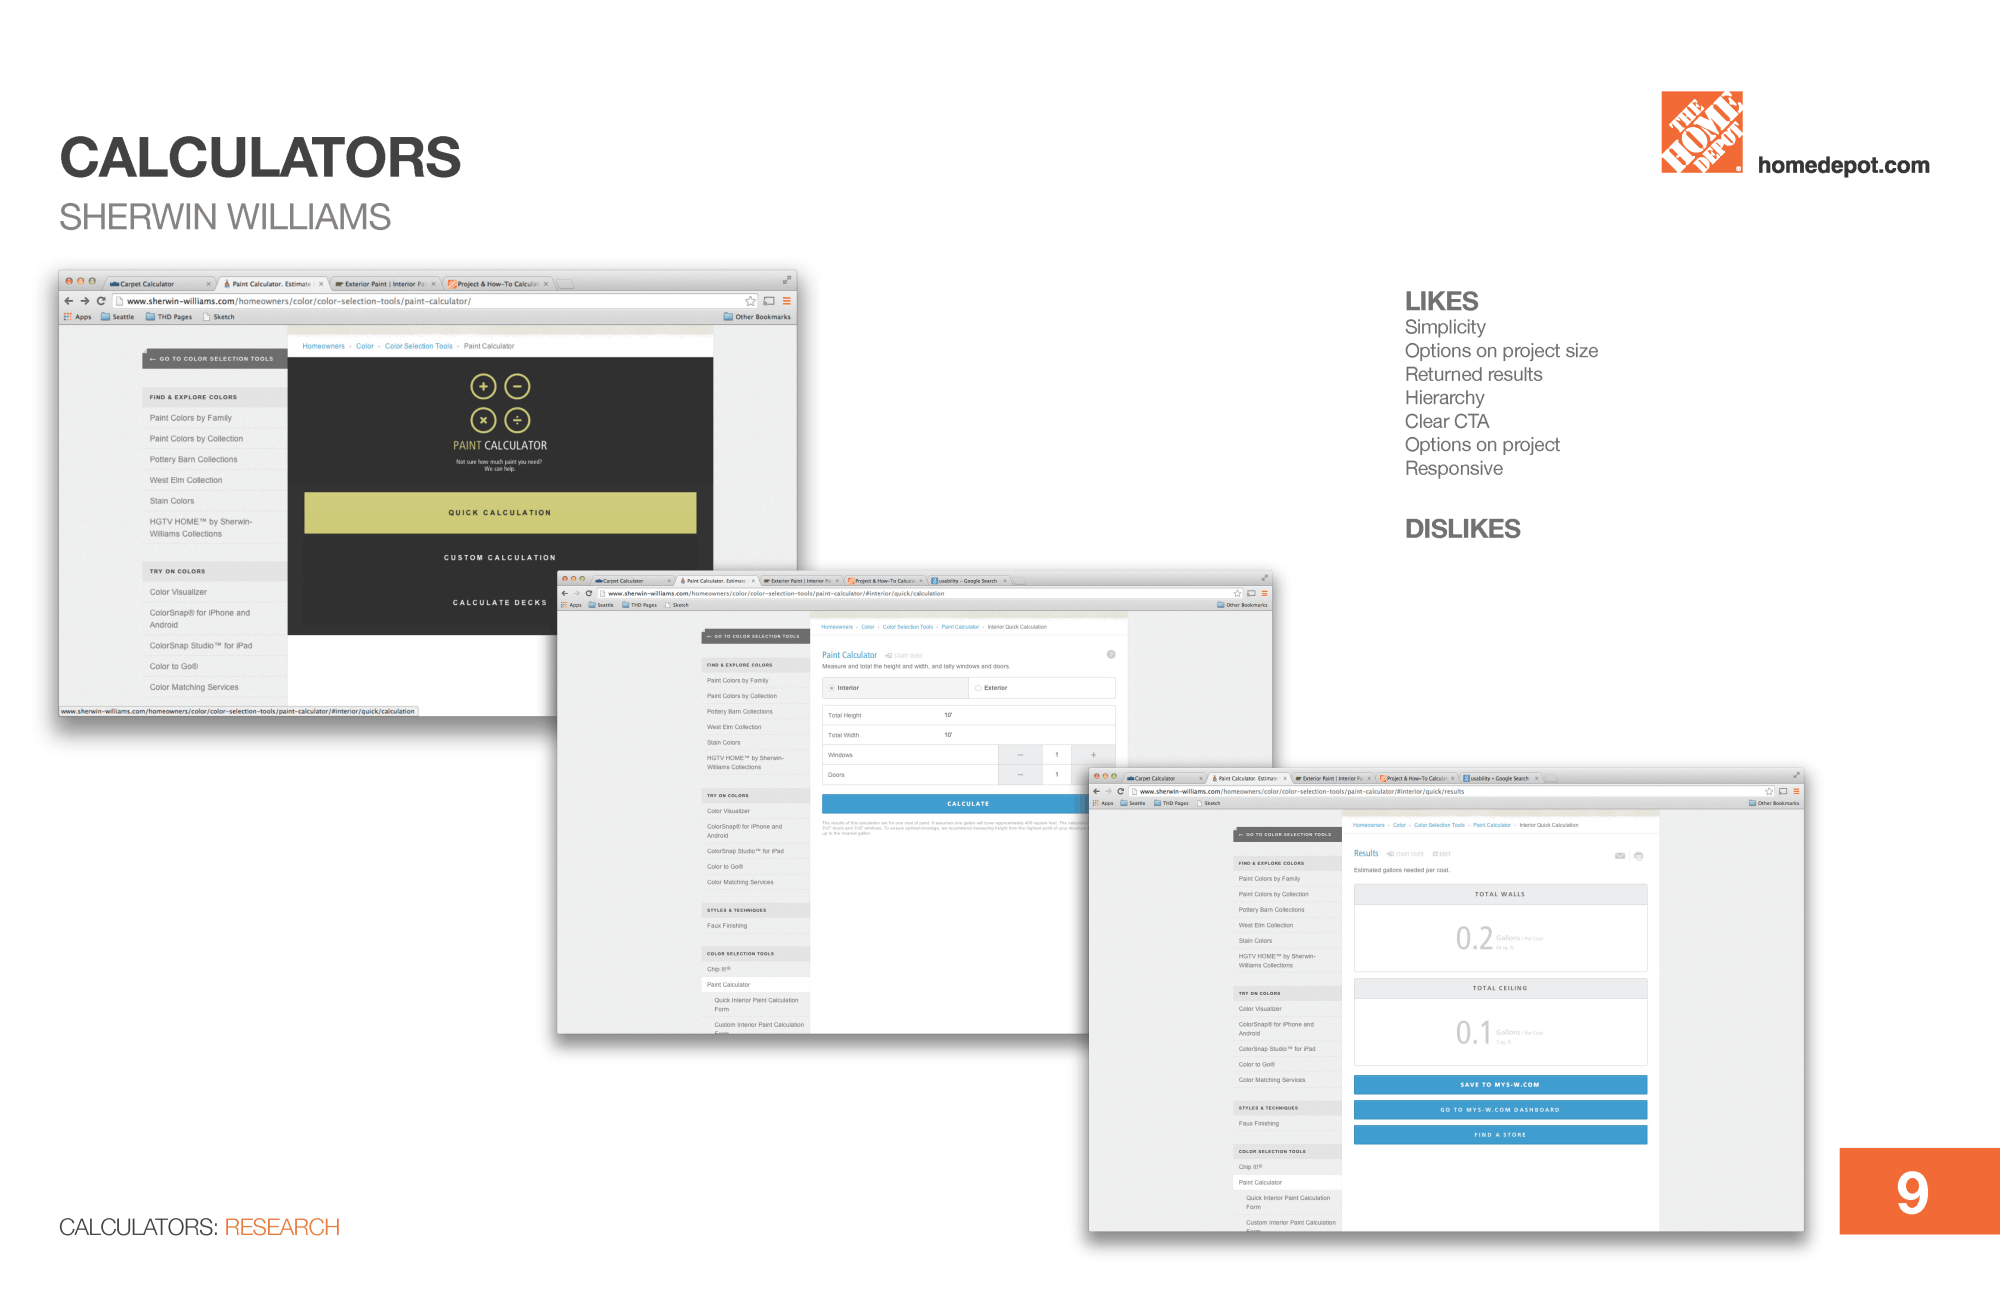 CALCULATORS
SHERWIN WILLIAMS
THE HOME DEPOT
homedepot.com
Carpet Calculator
Paint Calculator. Estimate
Exterior Paint | Interior Pa
Project & How-To Calcula
www.sherwin-williams.com/homeowners/color/color-selection-tools/paint-calculator/
Apps Seattle THD Pages Sketch Other Bookmarks
← GO TO COLOR SELECTION TOOLS
FIND & EXPLORE COLORS
Paint Colors by Family
Paint Colors by Collection
Pottery Barn Collections
West Elm Collection
Stain Colors
HGTV HOME™ by Sherwin-
Williams Collections
TRY ON COLORS
Color Visualizer
ColorSnap® for iPhone and
Android
ColorSnap Studio™ for iPad
Color to Go®
Color Matching Services
www.sherwin-williams.com/homeowners/color/color-selection-tools/paint-calculator/#interior/quick/calculation
Homeowners Color Color Selection Tools Paint Calculator
PAINT CALCULATOR
Not sure how much paint you need?
We can help.
QUICK CALCULATION
CUSTOM CALCULATION
CALCULATE DECKS
Carpet Calculator
Paint Calculator. Estimate
Exterior Paint | Interior Pa
Project & How-To Calcula
usability - Google Search
www.sherwin-williams.com/homeowners/color/color-selection-tools/paint-calculator/#interior/quick/calculation
Apps Seattle THD Pages Sketch Other Bookmarks
← GO TO COLOR SELECTION TOOLS
FIND & EXPLORE COLORS
Paint Colors by Family
Paint Colors by Collection
Pottery Barn Collections
West Elm Collection
Stain Colors
HGTV HOME™ by Sherwin-
Williams Collections
TRY ON COLORS
Color Visualizer
ColorSnap® for iPhone and
Android
ColorSnap Studio™ for iPad
Color to Go®
Color Matching Services
STYLES & TECHNIQUES
Faux Finishing
COLOR SELECTION TOOLS
Chip It!®
Paint Calculator
Quick Interior Paint Calculation
Form
Custom Interior Paint Calculation
Form
Homeowners Color Color Selection Tools Paint Calculator Interior Quick Calculation
Paint Calculator START OVER
Measure and total the height and width, and tally windows and doors.
Interior Exterior
Total Height 10'
Total Width 10'
Windows − 1 +
Doors − 1
CALCULATE
Carpet Calculator
Paint Calculator. Estimate
Exterior Paint | Interior Pa
Project & How-To Calcula
usability - Google Search
www.sherwin-williams.com/homeowners/color/color-selection-tools/paint-calculator/#interior/quick/results
Apps Seattle THD Pages Sketch Other Bookmarks
← GO TO COLOR SELECTION TOOLS
FIND & EXPLORE COLORS
Paint Colors by Family
Paint Colors by Collection
Pottery Barn Collections
West Elm Collection
Stain Colors
HGTV HOME™ by Sherwin-
Williams Collections
TRY ON COLORS
Color Visualizer
ColorSnap® for iPhone and
Android
ColorSnap Studio™ for iPad
Color to Go®
Color Matching Services
STYLES & TECHNIQUES
Faux Finishing
COLOR SELECTION TOOLS
Chip It!®
Paint Calculator
Quick Interior Paint Calculation
Form
Custom Interior Paint Calculation
Form
Homeowners Color Color Selection Tools Paint Calculator Interior Quick Calculation
Results START OVER EDIT
Estimated gallons needed per coat.
TOTAL WALLS
0.2 Gallons / Per Coat
TOTAL CEILING
0.1 Gallons / Per Coat
SAVE TO MYS-W.COM
GO TO MYS-W.COM DASHBOARD
FIND A STORE
LIKES
Simplicity
Options on project size
Returned results
Hierarchy
Clear CTA
Options on project
Responsive
DISLIKES
CALCULATORS: RESEARCH
9